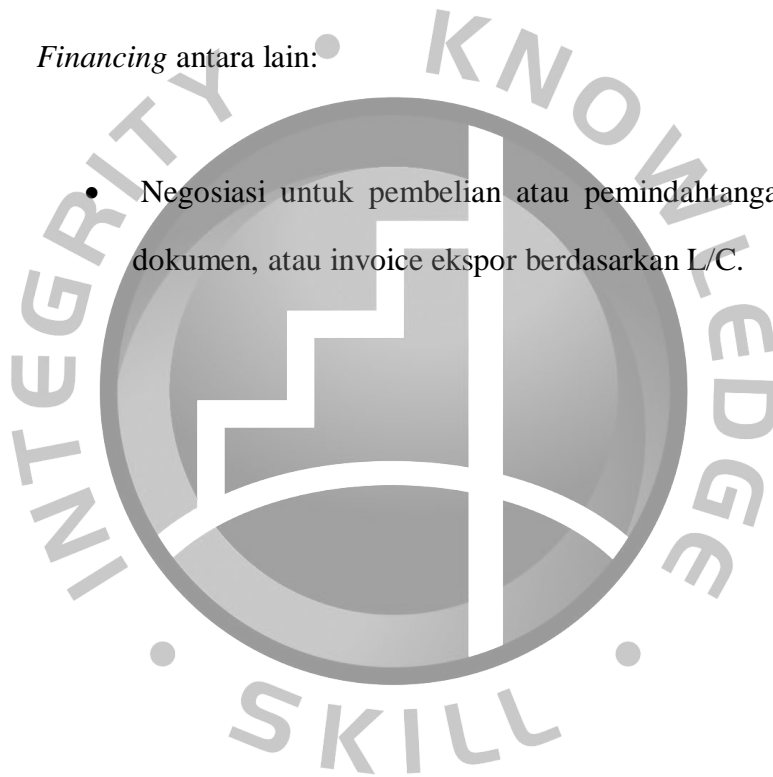 Financing antara lain:
• Negosiasi untuk pembelian atau pemindahtanga
dokumen, atau invoice ekspor berdasarkan L/C.
INTEGRITY • KNOWLEDGE • SKILL •